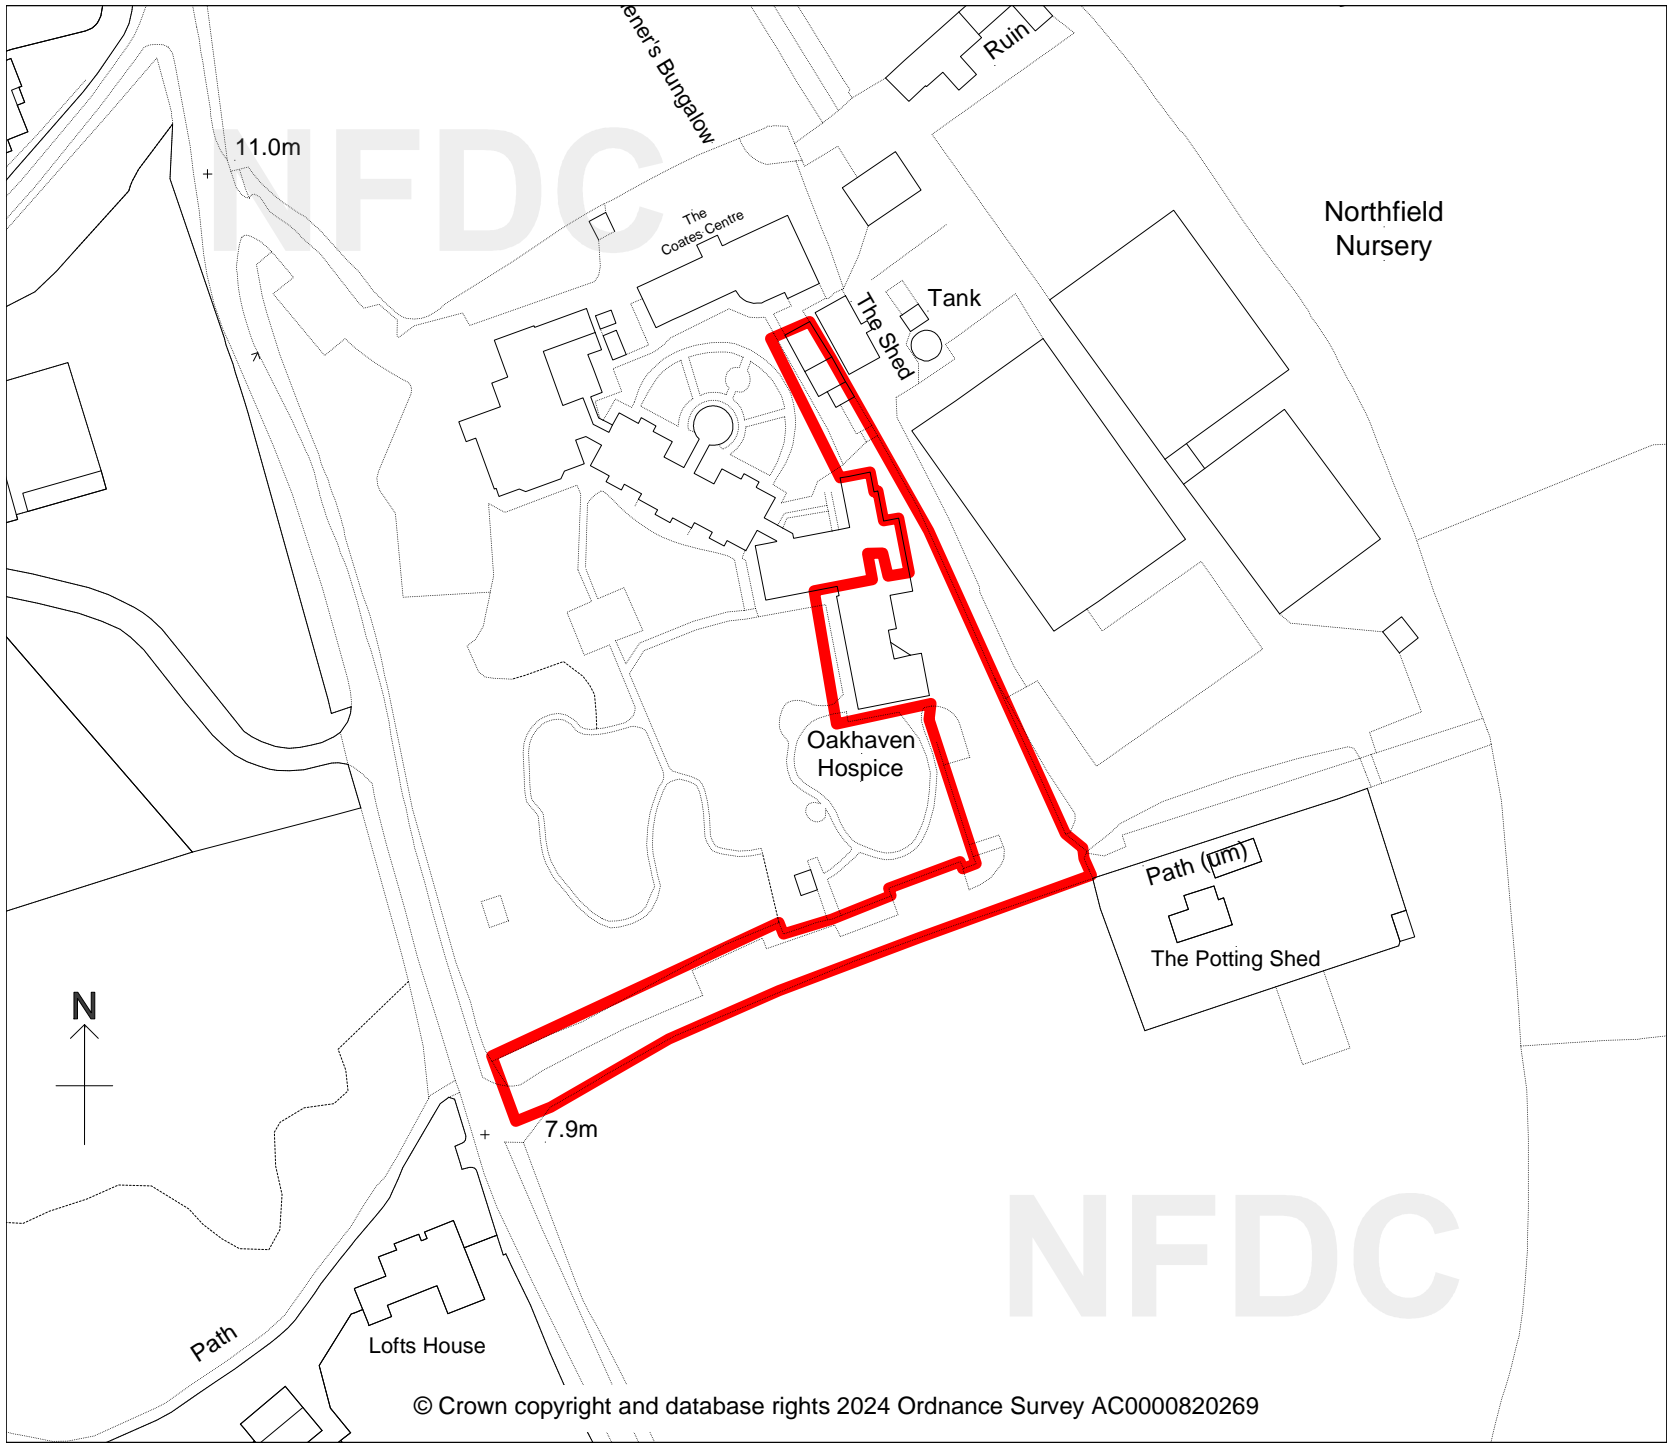 ener's Bungalow
Ruin
NFDC
11.0m
The
Coates Centre
Northfield
Nursery
The Shed
Tank
Oakhaven
Hospice
Path (um)
The Potting Shed
N
7.9m
NFDC
Path
Lofts House
© Crown copyright and database rights 2024 Ordnance Survey AC0000820269